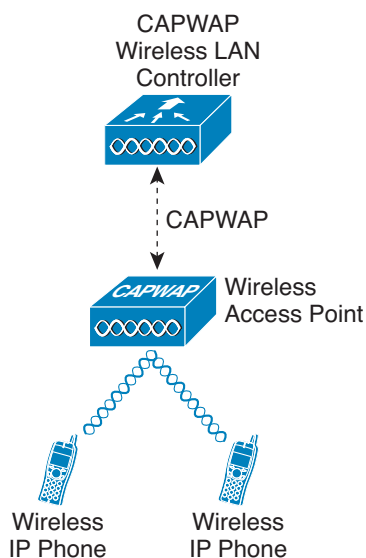 CAPWAP
Wireless LAN
Controller
CAPWAP
CAPWAP
Wireless
Access Point
Wireless
IP Phone
Wireless
IP Phone